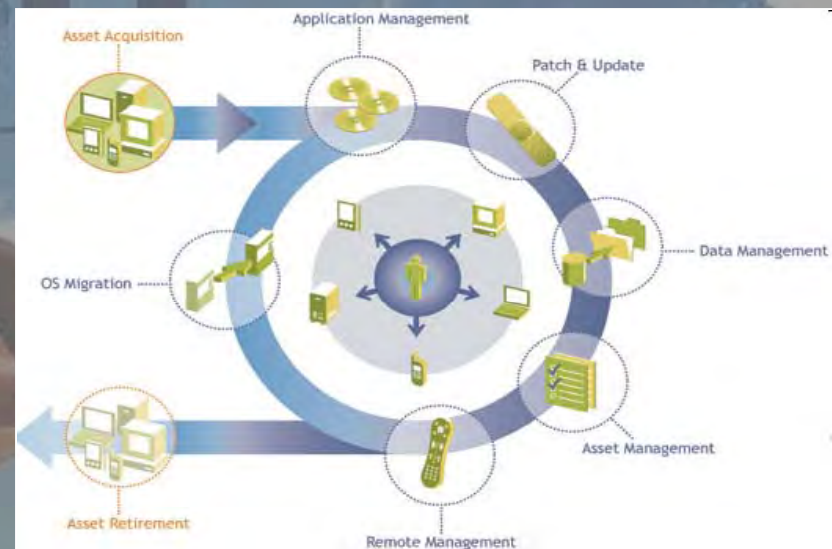 Application Management
Asset Acquisition
Patch & Update
Data Management
OS Migration
Asset Management
Asset Retirement
Remote Management